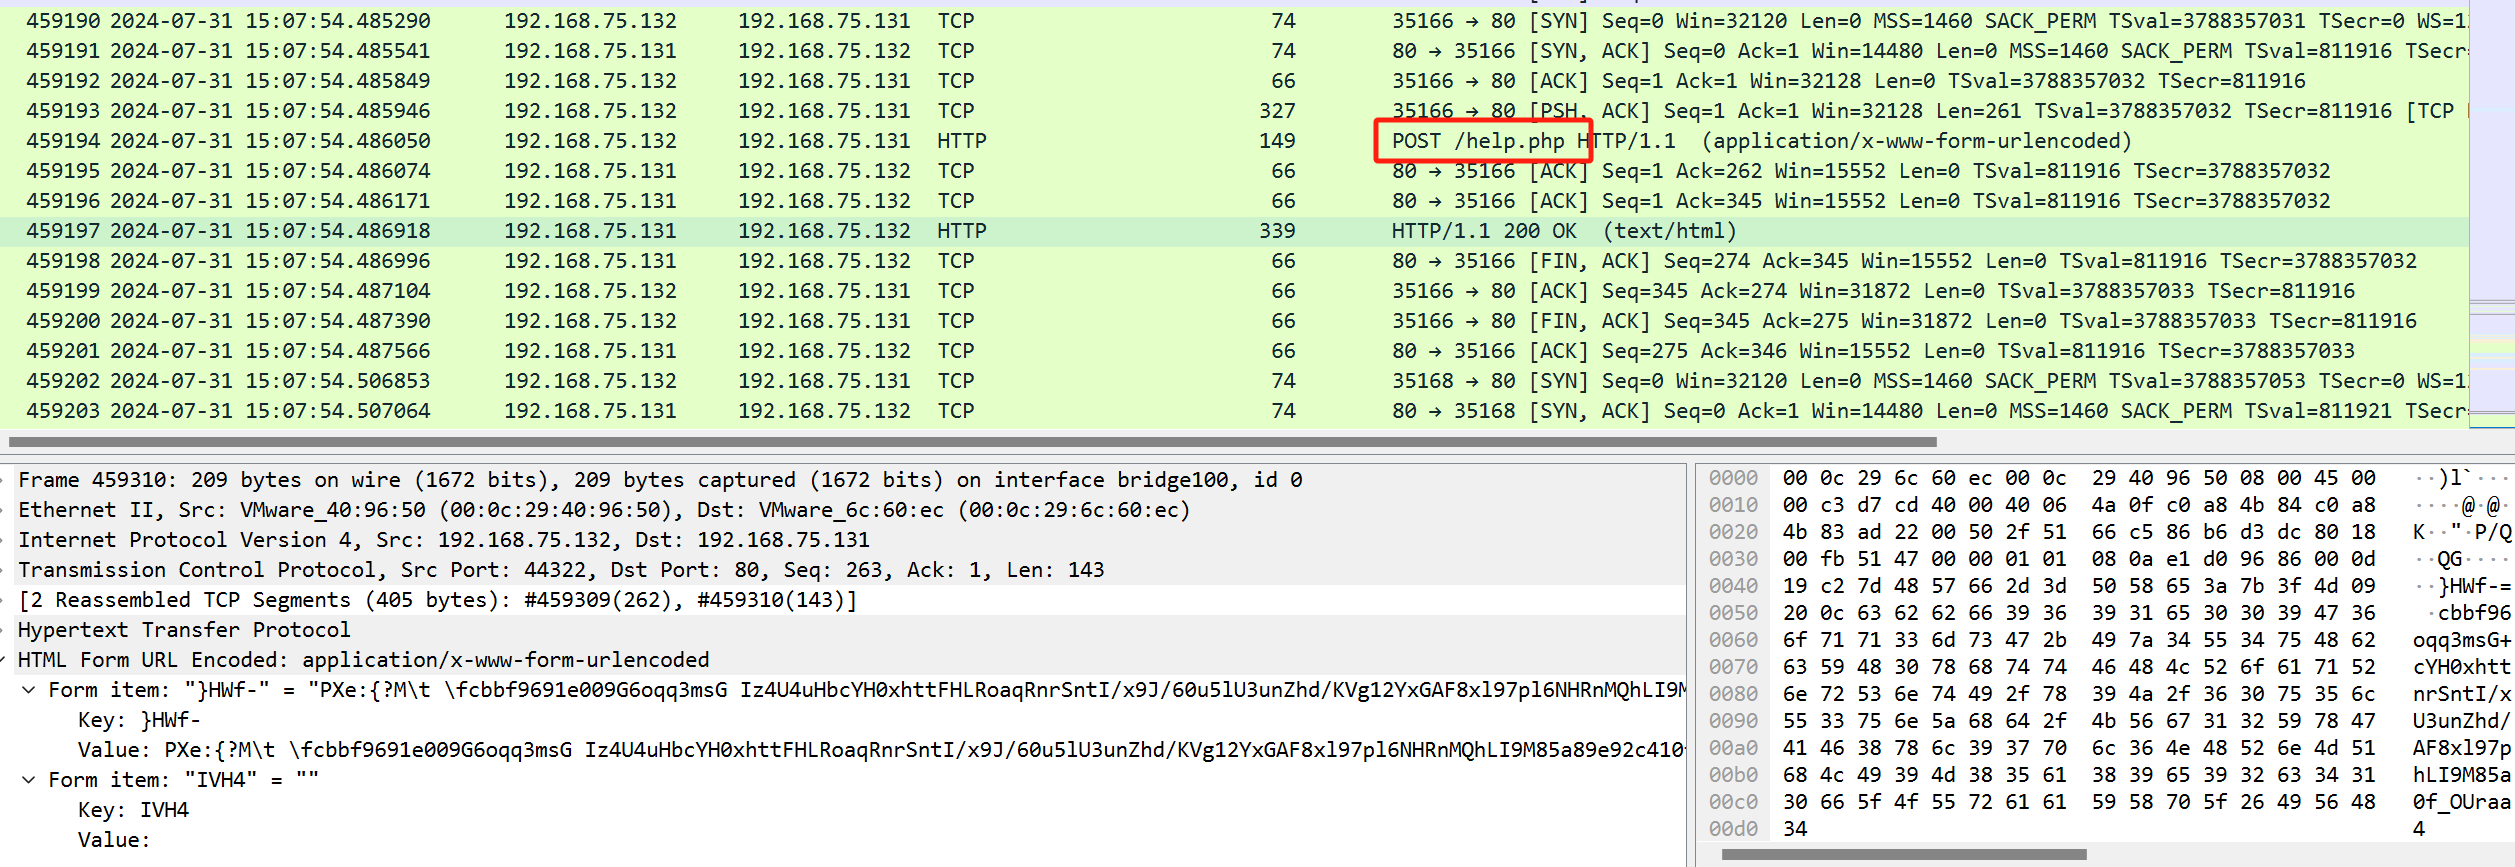 459190 2024-07-31 15:07:54.485290 192.168.75.132 192.168.75.131 TCP 74 35166 → 80 [SYN] Seq=0 Win=32120 Len=0 MSS=1460 SACK_PERM TSval=3788357031 TSecr=0 WS=1
459191 2024-07-31 15:07:54.485541 192.168.75.131 192.168.75.132 TCP 74 80 → 35166 [SYN, ACK] Seq=0 Ack=1 Win=14480 Len=0 MSS=1460 SACK_PERM TSval=811916 TSecr=
459192 2024-07-31 15:07:54.485849 192.168.75.132 192.168.75.131 TCP 66 35166 → 80 [ACK] Seq=1 Ack=1 Win=32128 Len=0 TSval=3788357032 TSecr=811916
459193 2024-07-31 15:07:54.485946 192.168.75.132 192.168.75.131 TCP 327 35166 → 80 [PSH, ACK] Seq=1 Ack=1 Win=32128 Len=261 TSval=3788357032 TSecr=811916 [TCP
459194 2024-07-31 15:07:54.486050 192.168.75.132 192.168.75.131 HTTP 149 POST /help.php HTTP/1.1  (application/x-www-form-urlencoded)
459195 2024-07-31 15:07:54.486074 192.168.75.131 192.168.75.132 TCP 66 80 → 35166 [ACK] Seq=1 Ack=262 Win=15552 Len=0 TSval=811916 TSecr=3788357032
459196 2024-07-31 15:07:54.486171 192.168.75.131 192.168.75.132 TCP 66 80 → 35166 [ACK] Seq=1 Ack=345 Win=15552 Len=0 TSval=811916 TSecr=3788357032
459197 2024-07-31 15:07:54.486918 192.168.75.131 192.168.75.132 HTTP 339 HTTP/1.1 200 OK  (text/html)
459198 2024-07-31 15:07:54.486996 192.168.75.131 192.168.75.132 TCP 66 80 → 35166 [FIN, ACK] Seq=274 Ack=345 Win=15552 Len=0 TSval=811916 TSecr=3788357032
459199 2024-07-31 15:07:54.487104 192.168.75.132 192.168.75.131 TCP 66 35166 → 80 [ACK] Seq=345 Ack=274 Win=31872 Len=0 TSval=3788357033 TSecr=811916
459200 2024-07-31 15:07:54.487390 192.168.75.132 192.168.75.131 TCP 66 35166 → 80 [FIN, ACK] Seq=345 Ack=275 Win=31872 Len=0 TSval=3788357033 TSecr=811916
459201 2024-07-31 15:07:54.487566 192.168.75.131 192.168.75.132 TCP 66 80 → 35166 [ACK] Seq=275 Ack=346 Win=15552 Len=0 TSval=811916 TSecr=3788357033
459202 2024-07-31 15:07:54.506853 192.168.75.132 192.168.75.131 TCP 74 35168 → 80 [SYN] Seq=0 Win=32120 Len=0 MSS=1460 SACK_PERM TSval=3788357053 TSecr=0 WS=1
459203 2024-07-31 15:07:54.507064 192.168.75.131 192.168.75.132 TCP 74 80 → 35168 [SYN, ACK] Seq=0 Ack=1 Win=14480 Len=0 MSS=1460 SACK_PERM TSval=811921 TSecr=
Frame 459310: 209 bytes on wire (1672 bits), 209 bytes captured (1672 bits) on interface bridge100, id 0
Ethernet II, Src: VMware_40:96:50 (00:0c:29:40:96:50), Dst: VMware_6c:60:ec (00:0c:29:6c:60:ec)
Internet Protocol Version 4, Src: 192.168.75.132, Dst: 192.168.75.131
Transmission Control Protocol, Src Port: 44322, Dst Port: 80, Seq: 263, Ack: 1, Len: 143
[2 Reassembled TCP Segments (405 bytes): #459309(262), #459310(143)]
Hypertext Transfer Protocol
HTML Form URL Encoded: application/x-www-form-urlencoded
Form item: "}HWf-" = "PXe:{?M\t \fcbbf9691e009G6oqq3msG Iz4U4uHbcYH0xhttFHLRoaqRnrSntI/x9J/60u5lU3unZhd/KVg12YxGAF8xl97pl6NHRnMQhLI9M
Key: }HWf-
Value: PXe:{?M\t \fcbbf9691e009G6oqq3msG Iz4U4uHbcYH0xhttFHLRoaqRnrSntI/x9J/60u5lU3unZhd/KVg12YxGAF8xl97pl6NHRnMQhLI9M85a89e92c410
Form item: "IVH4" = ""
Key: IVH4
Value:
0000 00 0c 29 6c 60 ec 00 0c 29 40 96 50 08 00 45 00 ··)l`···
0010 00 c3 d7 cd 40 00 40 06 4a 0f c0 a8 4b 84 c0 a8 ····@·@·
0020 4b 83 ad 22 00 50 2f 51 66 c5 86 b6 d3 dc 80 18 K··"·P/Q
0030 00 fb 51 47 00 00 01 01 08 0a e1 d0 96 86 00 0d ··QG····
0040 19 c2 7d 48 57 66 2d 3d 50 58 65 3a 7b 3f 4d 09 ··}HWf-=
0050 20 0c 63 62 62 66 39 36 39 31 65 30 30 39 47 36 ·cbbf96
0060 6f 71 71 33 6d 73 47 2b 49 7a 34 55 34 75 48 62 oqq3msG+
0070 63 59 48 30 78 68 74 74 46 48 4c 52 6f 61 71 52 cYH0xhtt
0080 6e 72 53 6e 74 49 2f 78 39 4a 2f 36 30 75 35 6c nrSntI/x
0090 55 33 75 6e 5a 68 64 2f 4b 56 67 31 32 59 78 47 U3unZhd/
00a0 41 46 38 78 6c 39 37 70 6c 36 4e 48 52 6e 4d 51 AF8xl97p
00b0 68 4c 49 39 4d 38 35 61 38 39 65 39 32 63 34 31 hLI9M85a
00c0 30 66 5f 4f 55 72 61 61 59 58 70 5f 26 49 56 48 0f_OUraa
00d0 34 4